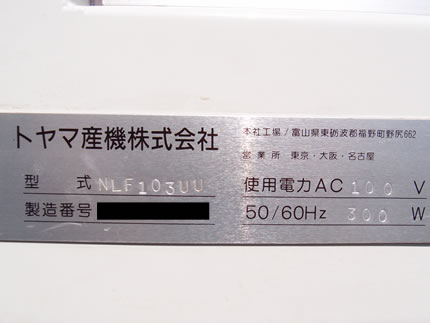 トヤマ産機株式会社
本社工場/富山県東砺波郡福野町野尻662
営業所 東京・大阪・名古屋
型 式 NLF103UU
使用電力AC 100 V
製造番号
50/60Hz 300 W